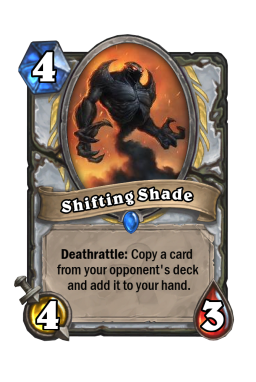 4
Shifting Shade
Deathrattle: Copy a card
from your opponent's deck
and add it to your hand.
4
3